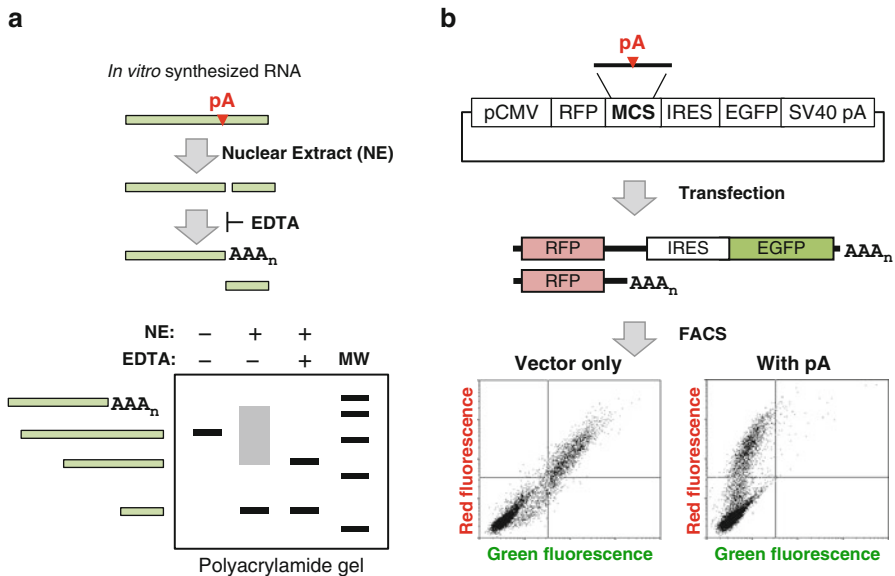 a
In vitro synthesized RNA
pA
Nuclear Extract (NE)
EDTA
AAAn
NE: – + +
EDTA: – – + MW
AAAn
Polyacrylamide gel
b
pA
pCMV RFP MCS IRES EGFP SV40 pA
Transfection
RFP IRES EGFP AAAn
RFP AAAn
FACS
Vector only With pA
Red fluorescence
Green fluorescence
Red fluorescence
Green fluorescence